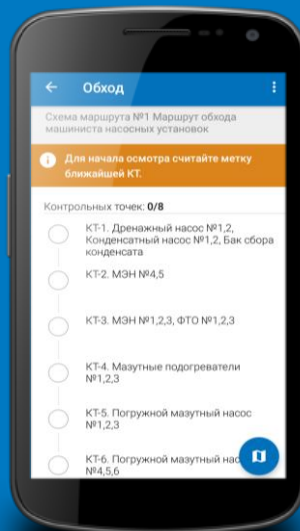 Обход
Схема маршрута №1 Маршрут обхода
машиниста насосных установок
Для начала осмотра считайте метку
ближайшей КТ.
Контрольных точек: 0/8
КТ-1. Дренажный насос №1,2,
Конденсатный насос №1,2, Бак сбора
конденсата
КТ-2. МЭН №4,5
КТ-3. МЭН №1,2,3, ФТО №1,2,3
КТ-4. Мазутные подогреватели
№1,2,3
КТ-5. Погружной мазутный насос
№1,2,3
КТ-6. Погружной мазутный нас
№4,5,6